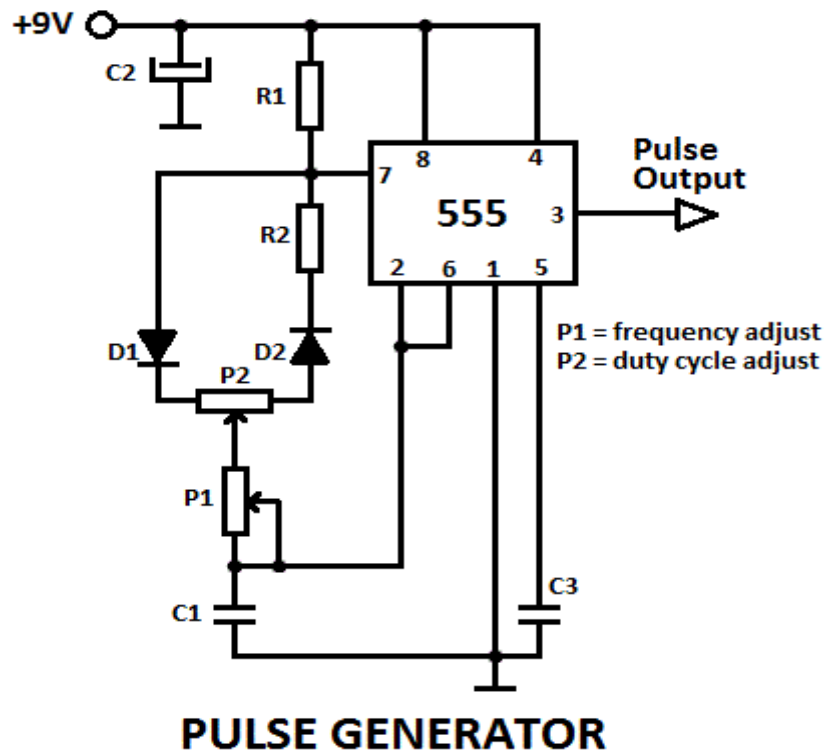 +9V
C2
R1
7
8
4
555
3
Pulse
Output
R2
2
6
1
5
D1
D2
P2
P1 = frequency adjust
P2 = duty cycle adjust
P1
C1
C3
PULSE GENERATOR